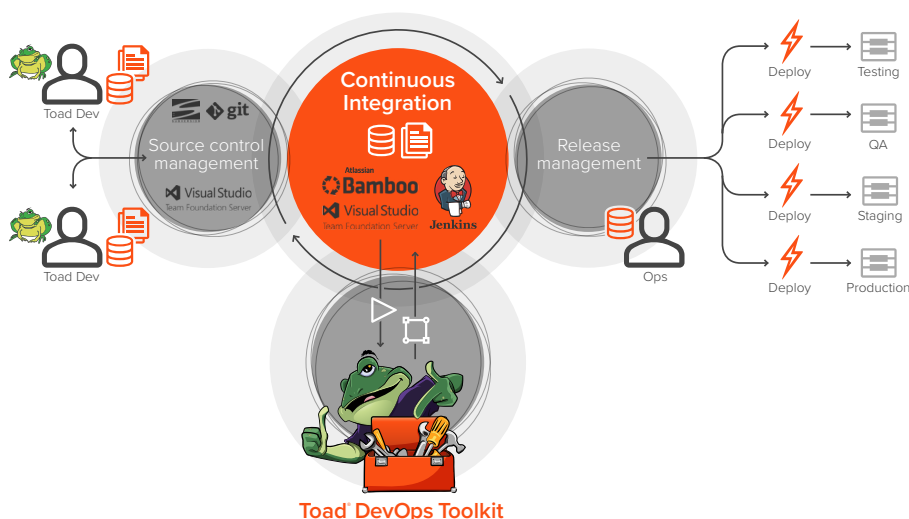 Toad Dev
Toad Dev
git
Source control
management
Visual Studio
Team Foundation Server
Continuous
Integration
Atlassian
Bamboo
Visual Studio
Team Foundation Server
Jenkins
Release
management
Ops
Deploy
Testing
Deploy
QA
Deploy
Staging
Deploy
Production
Toad® DevOps Toolkit